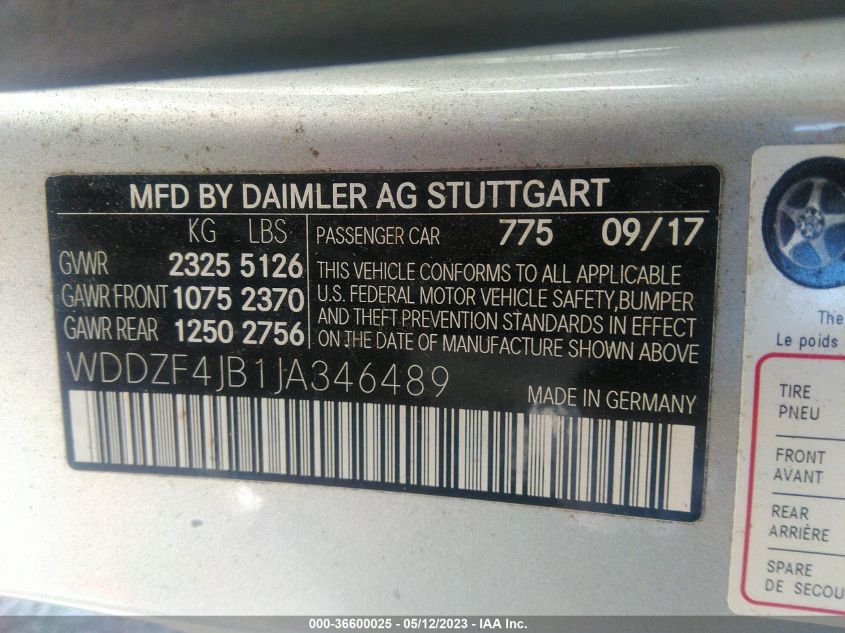 MFD BY DAIMLER AG STUTTGART
KG LBS
GVWR 2325 5126
GAWR FRONT 1075 2370
GAWR REAR 1250 2756
PASSENGER CAR 775 09/17
THIS VEHICLE CONFORMS TO ALL APPLICABLE
U.S. FEDERAL MOTOR VEHICLE SAFETY,BUMPER
AND THEFT PREVENTION STANDARDS IN EFFECT
ON THE DATE OF MANUFACTURE SHOWN ABOVE
WDDZF4JB1JA346489
MADE IN GERMANY
The
Le poids
TIRE
PNEU
FRONT
AVANT
REAR
ARRIÈRE
SPARE
DE SECOU
000-36600025 - 05/12/2023 - IAA Inc.